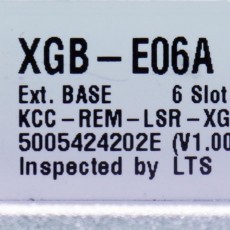 XGB-E06A
Ext. BASE 6 Slot
KCC-REM-LSR-XG
5005424202E (V1.00
Inspected by LTS